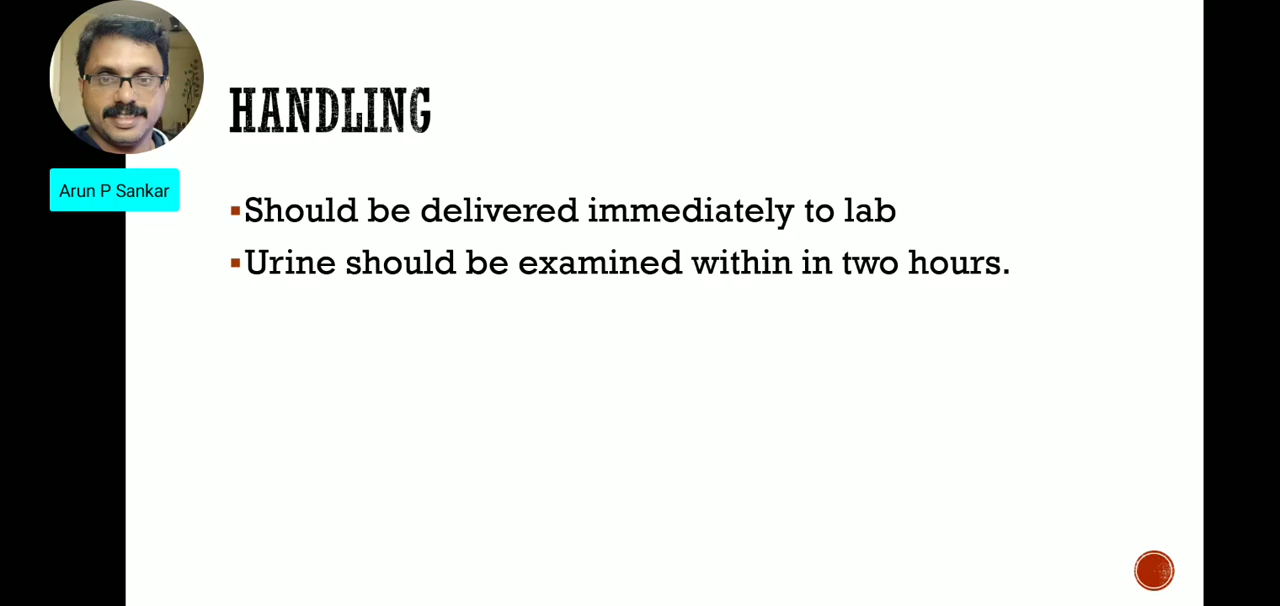 HANDLING
Arun P Sankar
▪Should be delivered immediately to lab
▪Urine should be examined within in two hours.